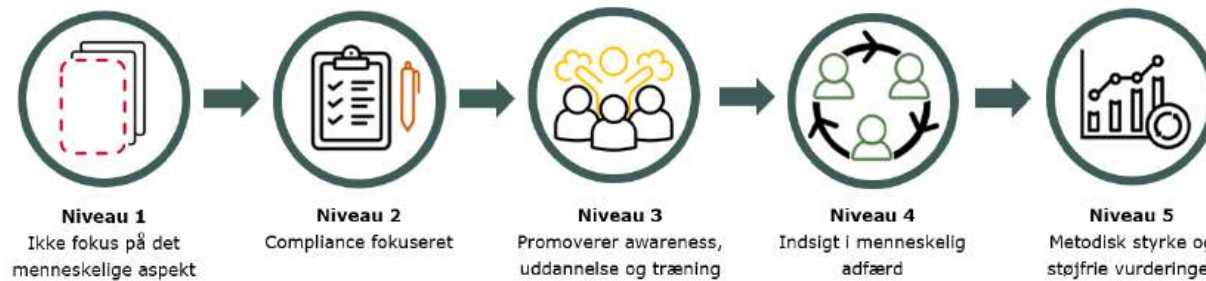 Niveau 1
Ikke fokus på det
menneskelige aspekt
Niveau 2
Compliance fokuseret
Niveau 3
Promoverer awareness,
uddannelse og træning
Niveau 4
Indsigt i menneskelig
adfærd
Niveau 5
Metodisk styrke
støjfrie